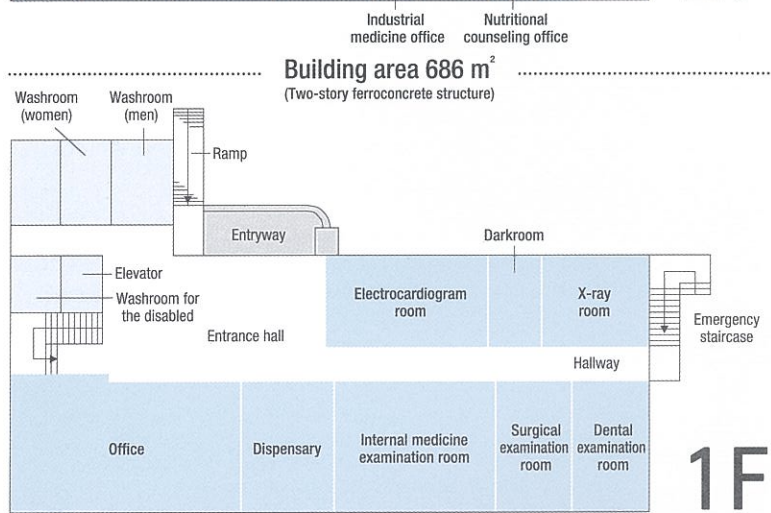 Industrial
medicine office
Nutritional
counseling office
Building area 686 m²
(Two-story ferroconcrete structure)
Washroom
(women)
Washroom
(men)
Ramp
Entryway
Darkroom
Elevator
Washroom for
the disabled
Electrocardiogram
room
X-ray
room
Emergency
staircase
Entrance hall
Hallway
Office
Dispensary
Internal medicine
examination room
Surgical
examination
room
Dental
examination
room
1F